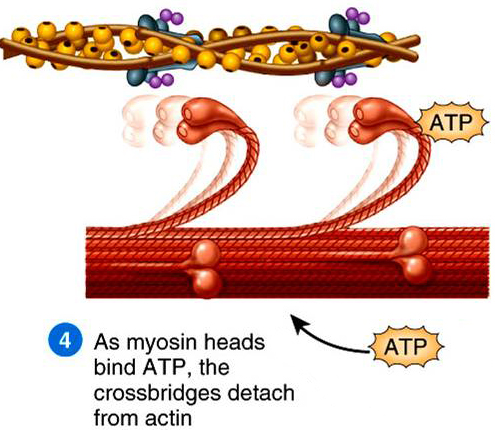 ATP
4
As myosin heads
bind ATP, the
crossbridges detach
from actin
ATP